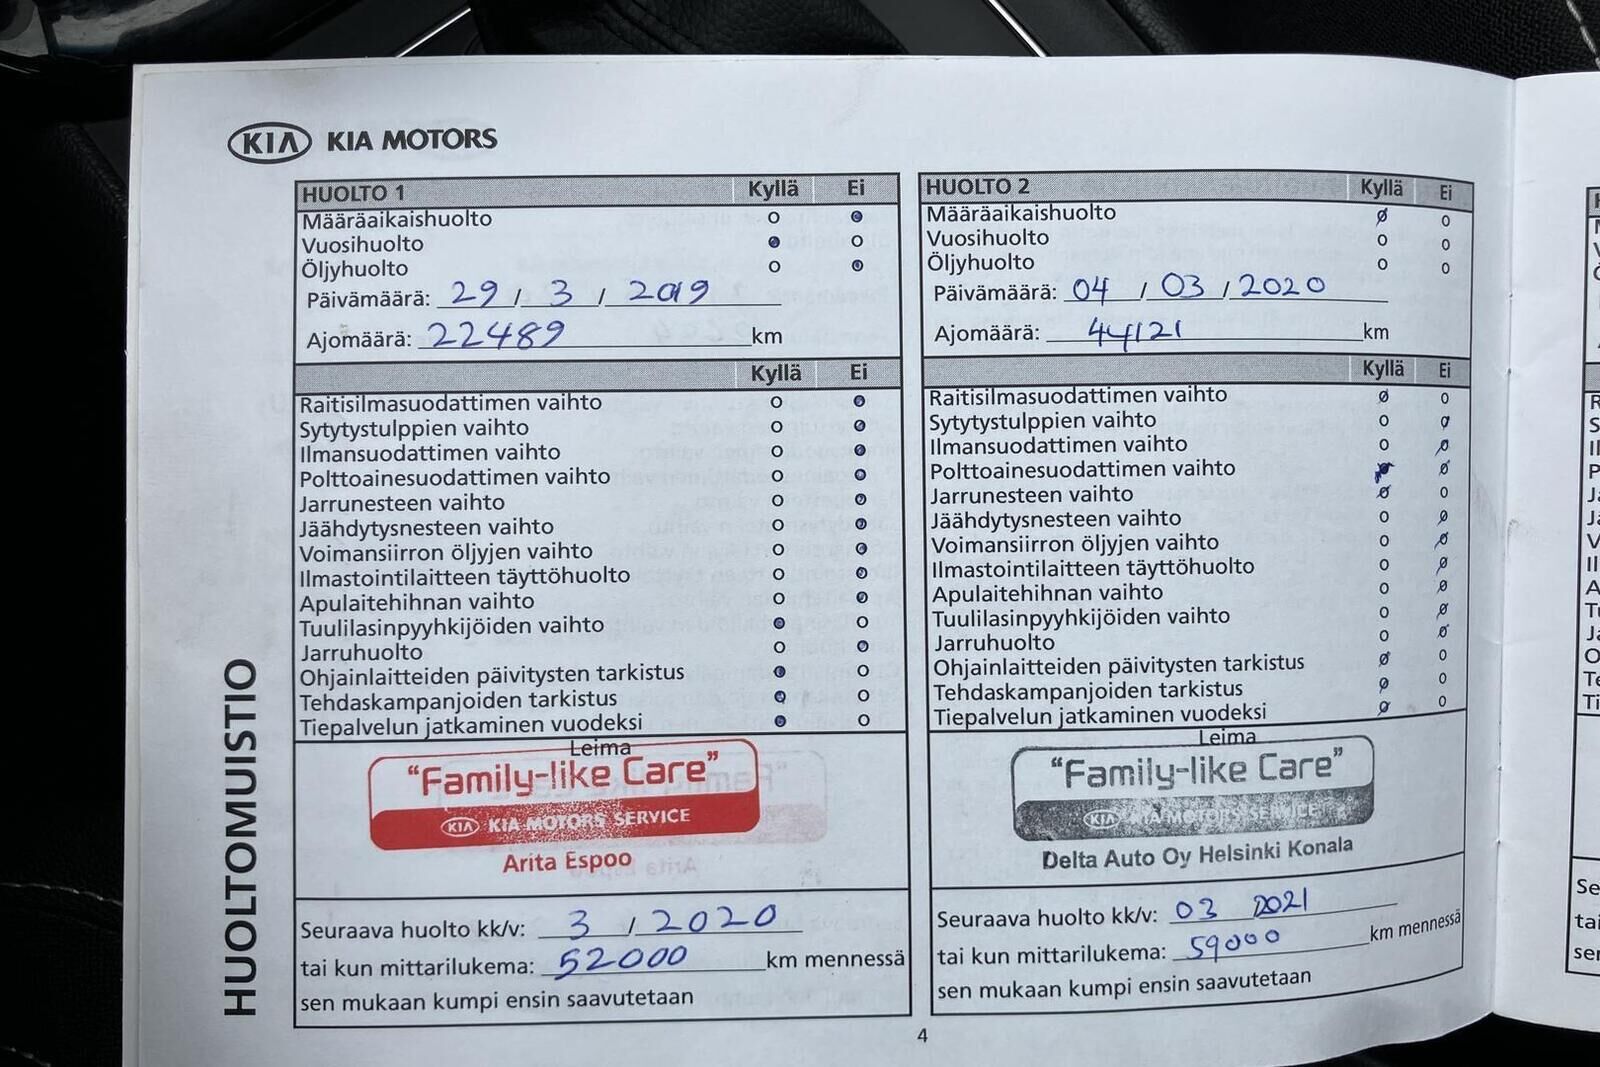 KIA KIA MOTORS
HUOLTOMUISTIO
HUOLTO 1 Kyllä Ei
Määräaikaishuolto
Vuosihuolto
Öljyhuolto
Päivämäärä: 29 / 3 / 2019
Ajomäärä: 22489 km
Kyllä Ei
Raitisilmasuodattimen vaihto
Sytytystulppien vaihto
Ilmansuodattimen vaihto
Polttoainesuodattimen vaihto
Jarrunesteen vaihto
Jäähdytysnesteen vaihto
Voimansiirron öljyjen vaihto
Ilmastointilaitteen täyttöhuolto
Apulaitehihnan vaihto
Tuulilasinpyyhkijöiden vaihto
Jarruhuolto
Ohjainlaitteiden päivitysten tarkistus
Tehdaskampanjoiden tarkistus
Tiepalvelun jatkaminen vuodeksi
Leima
"Family-like Care"
KIA KIA MOTORS SERVICE
Arita Espoo
Seuraava huolto kk/v: 3 / 2020
tai kun mittarilukema: 52000 km mennessä
sen mukaan kumpi ensin saavutetaan
HUOLTO 2 Kyllä Ei
Määräaikaishuolto
Vuosihuolto
Öljyhuolto
Päivämäärä: 04 / 03 / 2020
Ajomäärä: 44121 km
Kyllä Ei
Raitisilmasuodattimen vaihto
Sytytystulppien vaihto
Ilmansuodattimen vaihto
Polttoainesuodattimen vaihto
Jarrunesteen vaihto
Jäähdytysnesteen vaihto
Voimansiirron öljyjen vaihto
Ilmastointilaitteen täyttöhuolto
Apulaitehihnan vaihto
Tuulilasinpyyhkijöiden vaihto
Jarruhuolto
Ohjainlaitteiden päivitysten tarkistus
Tehdaskampanjoiden tarkistus
Tiepalvelun jatkaminen vuodeksi
Leima
"Family-like Care"
KIA KIA MOTORS SERVICE
Delta Auto Oy Helsinki Konala
Seuraava huolto kk/v: 03 2021
tai kun mittarilukema: 59000 km mennessä
sen mukaan kumpi ensin saavutetaan
4